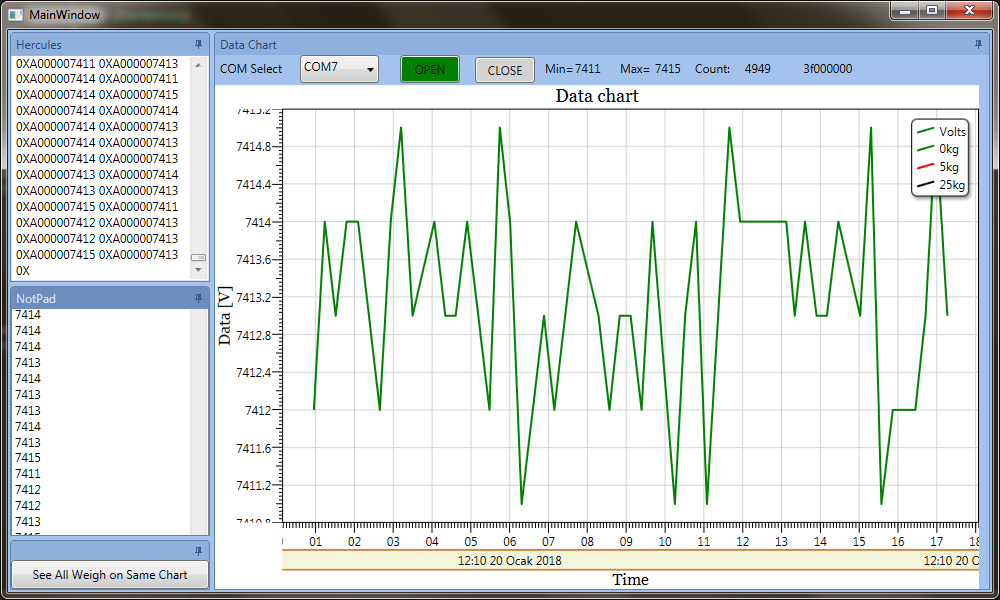 MainWindow
Hercules
0XA000007411 0XA000007413
0XA000007414 0XA000007411
0XA000007414 0XA000007415
0XA000007414 0XA000007414
0XA000007414 0XA000007413
0XA000007414 0XA000007413
0XA000007414 0XA000007413
0XA000007413 0XA000007414
0XA000007413 0XA000007413
0XA000007415 0XA000007411
0XA000007412 0XA000007413
0XA000007412 0XA000007413
0XA000007415 0XA000007413
0X
NotPad
7414
7414
7414
7413
7414
7413
7413
7414
7413
7415
7411
7412
7412
7413
See All Weigh on Same Chart
Data Chart
COM Select COM7 OPEN CLOSE Min= 7411 Max= 7415 Count: 4949 3f000000
Data chart
Volts
0kg
5kg
25kg
Data [V]
7415.2
7414.8
7414.4
7414
7413.6
7413.2
7412.8
7412.4
7412
7411.6
7411.2
7410.8
01 02 03 04 05 06 07 08 09 10 11 12 13 14 15 16 17 18
12:10 20 Ocak 2018 12:10 20 O
Time